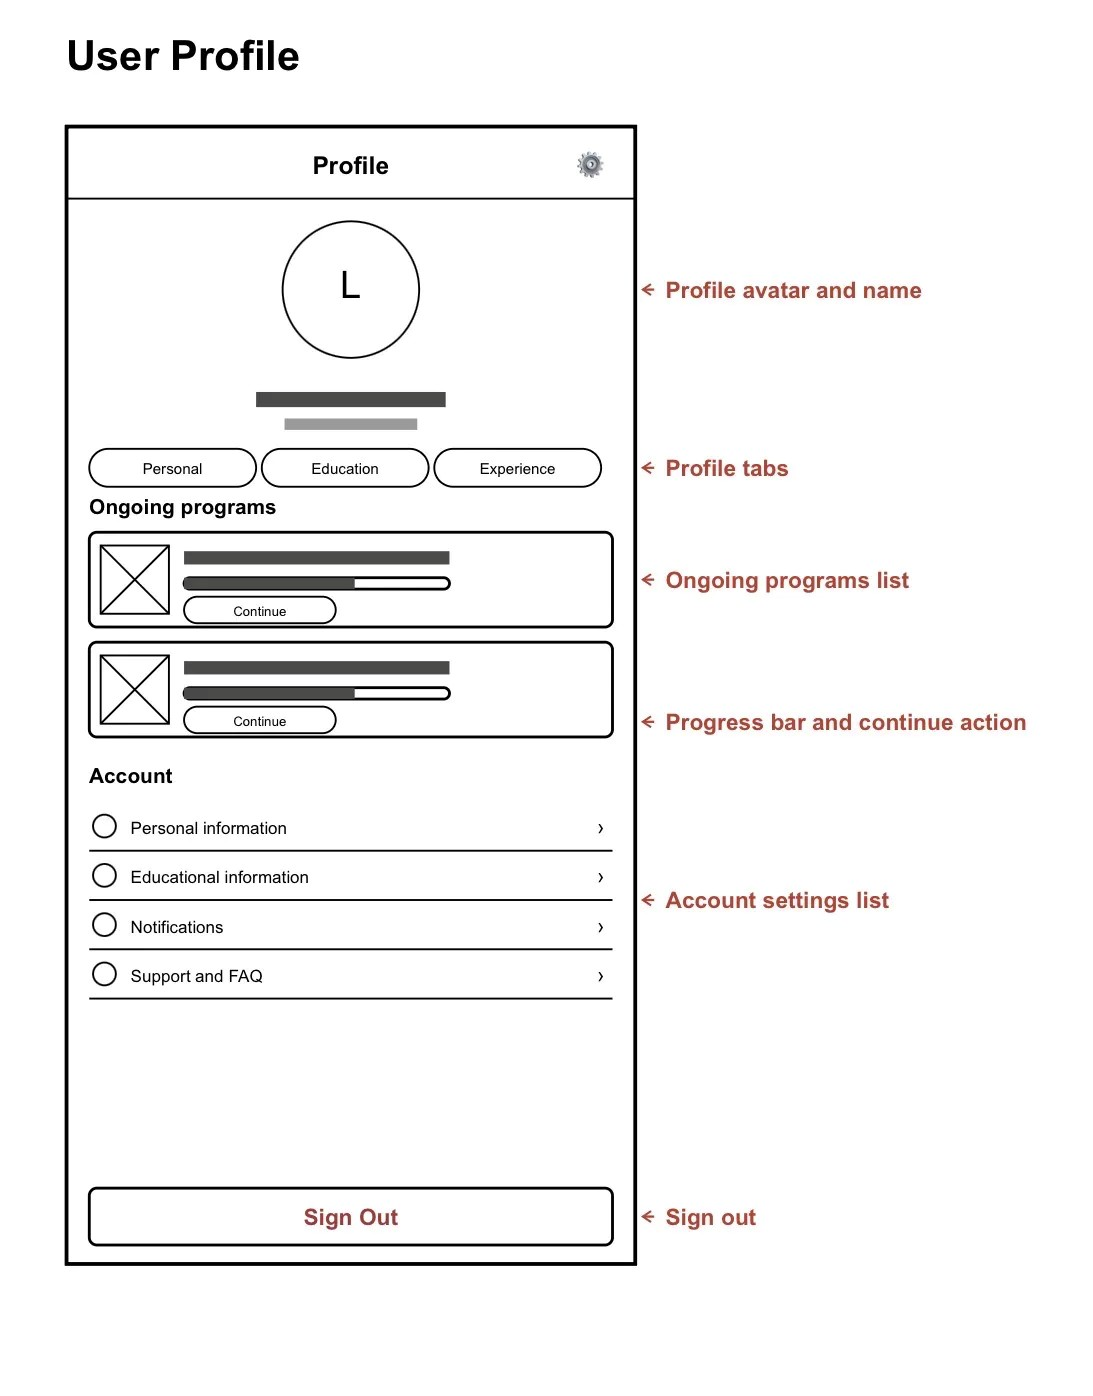 User Profile
Profile
L
Profile avatar and name
Personal
Education
Experience
Profile tabs
Ongoing programs
Ongoing programs list
Continue
Continue
Progress bar and continue action
Account
Personal information ›
Educational information ›
Account settings list
Notifications ›
Support and FAQ ›
Sign Out
Sign out